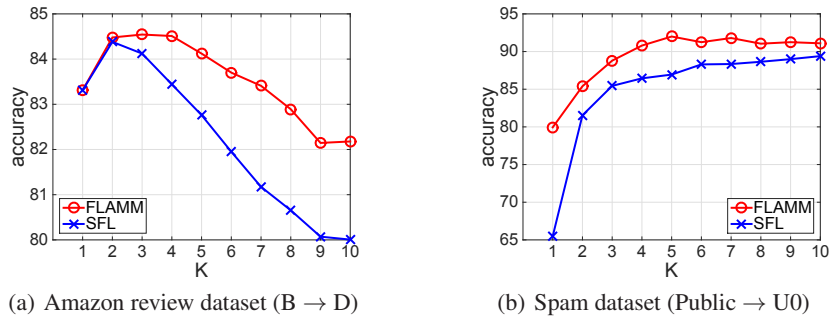 85
84
83
82
81
80
accuracy
FLAMM
SFL
1 2 3 4 5 6 7 8 9 10
K
(a) Amazon review dataset (B → D)
95
90
85
80
75
70
65
accuracy
FLAMM
SFL
1 2 3 4 5 6 7 8 9 10
K
(b) Spam dataset (Public → U0)